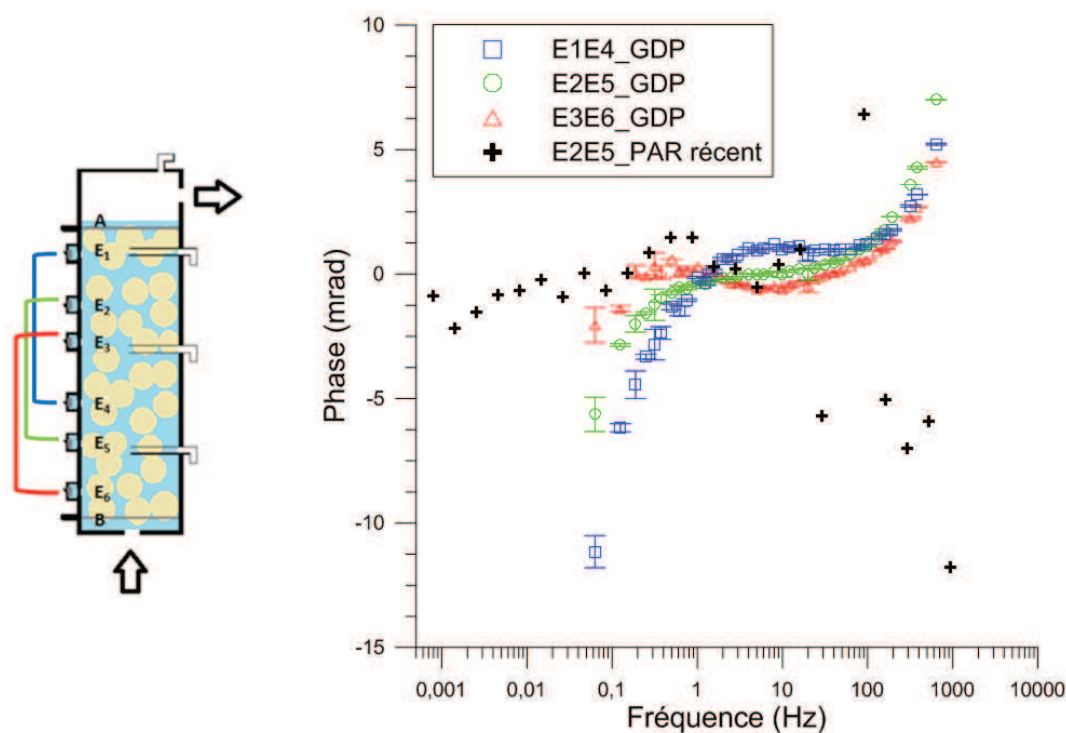 A
E1
E2
E3
E4
E5
E6
B
E1E4_GDP
E2E5_GDP
E3E6_GDP
E2E5_PAR récent
Phase (mrad)
10
5
0
-5
-10
-15
0,001
0,01
0,1
1
10
100
1000
10000
Fréquence (Hz)